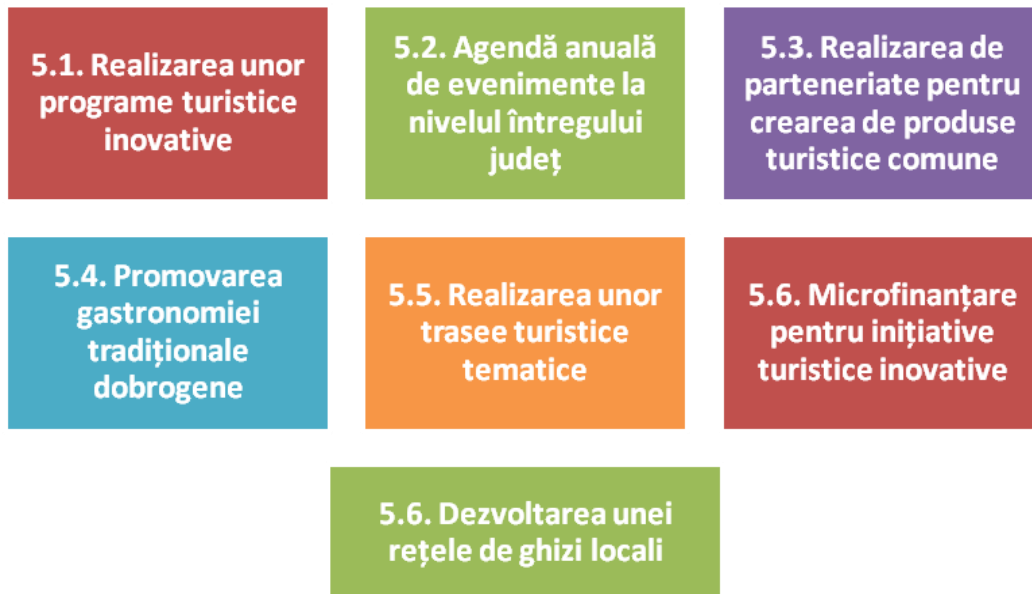 5.1. Realizarea unor
programe turistice
inovative
5.2. Agendă anuală
de evenimente la
nivelul întregului
județ
5.3. Realizarea de
parteneriate pentru
crearea de produse
turistice comune
5.4. Promovarea
gastronomiei
tradiționale
dobrogene
5.5. Realizarea unor
trasee turistice
tematice
5.6. Microfinanțare
pentru inițiative
turistice inovative
5.6. Dezvoltarea unei
rețele de ghizi locali